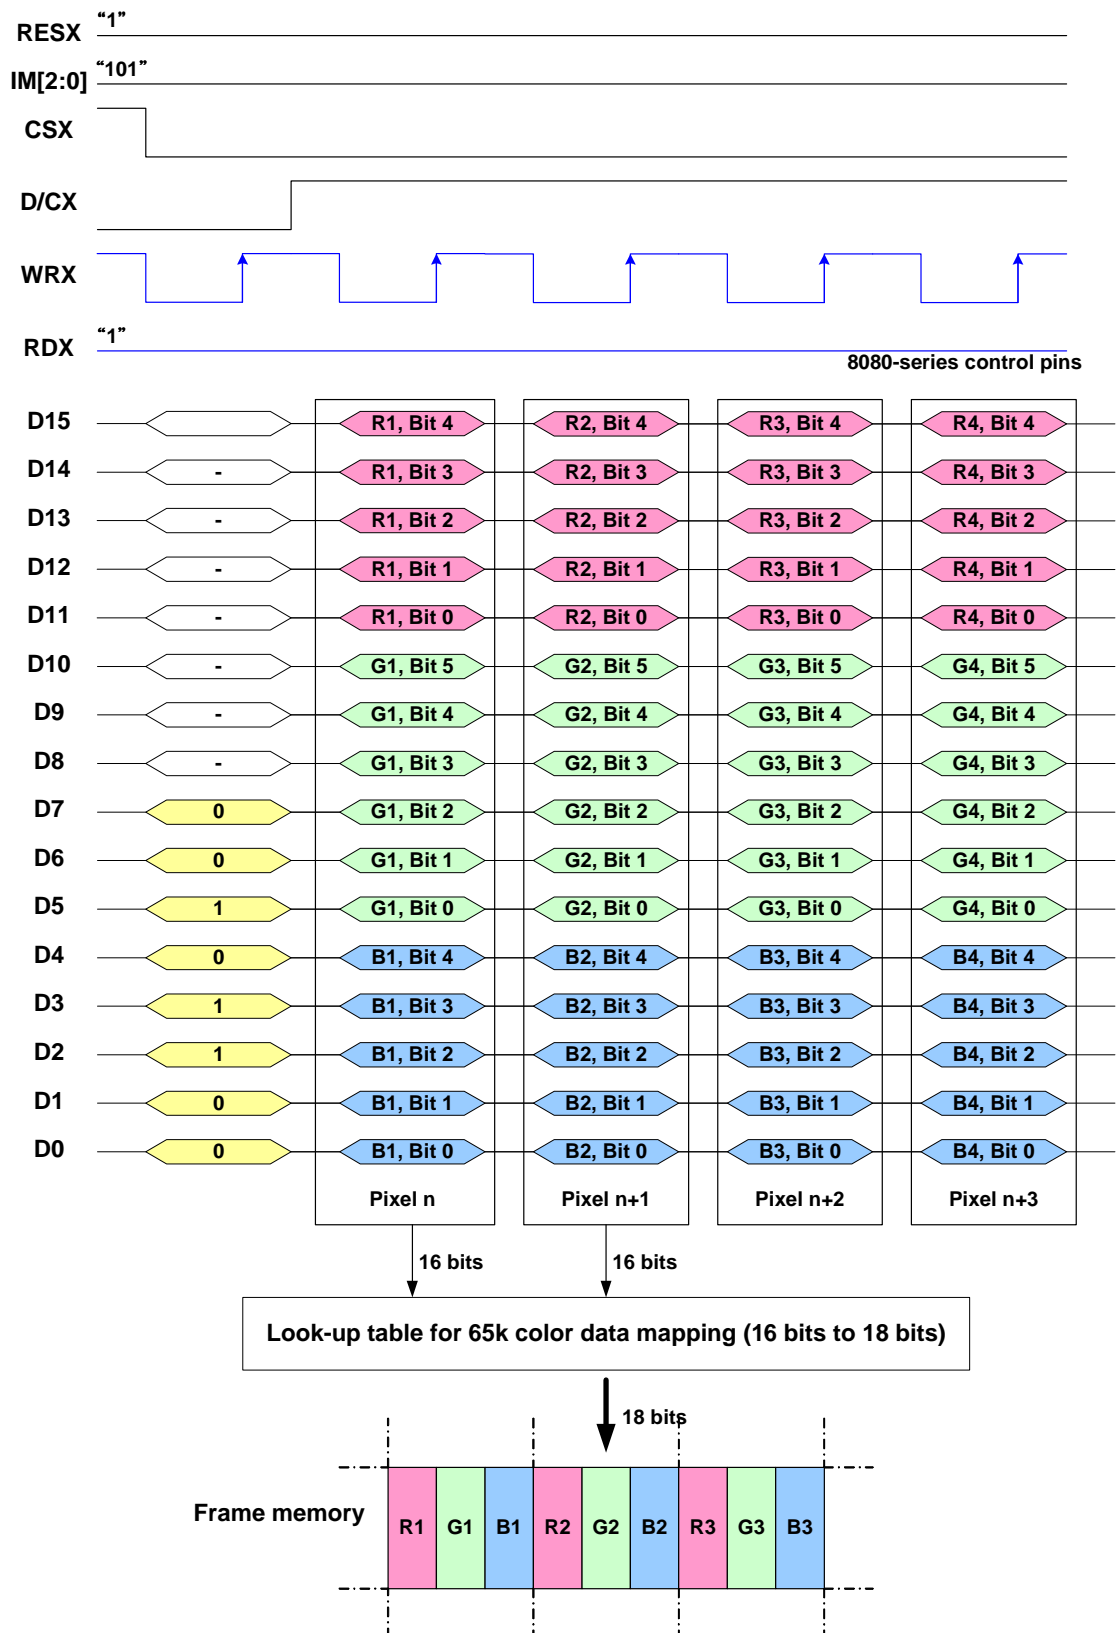 RESX "1"
IM[2:0] "101"
CSX
D/CX
WRX
RDX "1"
8080-series control pins
D15 R1, Bit 4 R2, Bit 4 R3, Bit 4 R4, Bit 4
D14 - R1, Bit 3 R2, Bit 3 R3, Bit 3 R4, Bit 3
D13 - R1, Bit 2 R2, Bit 2 R3, Bit 2 R4, Bit 2
D12 - R1, Bit 1 R2, Bit 1 R3, Bit 1 R4, Bit 1
D11 - R1, Bit 0 R2, Bit 0 R3, Bit 0 R4, Bit 0
D10 - G1, Bit 5 G2, Bit 5 G3, Bit 5 G4, Bit 5
D9 - G1, Bit 4 G2, Bit 4 G3, Bit 4 G4, Bit 4
D8 - G1, Bit 3 G2, Bit 3 G3, Bit 3 G4, Bit 3
D7 0 G1, Bit 2 G2, Bit 2 G3, Bit 2 G4, Bit 2
D6 0 G1, Bit 1 G2, Bit 1 G3, Bit 1 G4, Bit 1
D5 1 G1, Bit 0 G2, Bit 0 G3, Bit 0 G4, Bit 0
D4 0 B1, Bit 4 B2, Bit 4 B3, Bit 4 B4, Bit 4
D3 1 B1, Bit 3 B2, Bit 3 B3, Bit 3 B4, Bit 3
D2 1 B1, Bit 2 B2, Bit 2 B3, Bit 2 B4, Bit 2
D1 0 B1, Bit 1 B2, Bit 1 B3, Bit 1 B4, Bit 1
D0 0 B1, Bit 0 B2, Bit 0 B3, Bit 0 B4, Bit 0
Pixel n Pixel n+1 Pixel n+2 Pixel n+3
16 bits 16 bits
Look-up table for 65k color data mapping (16 bits to 18 bits)
18 bits
Frame memory R1 G1 B1 R2 G2 B2 R3 G3 B3